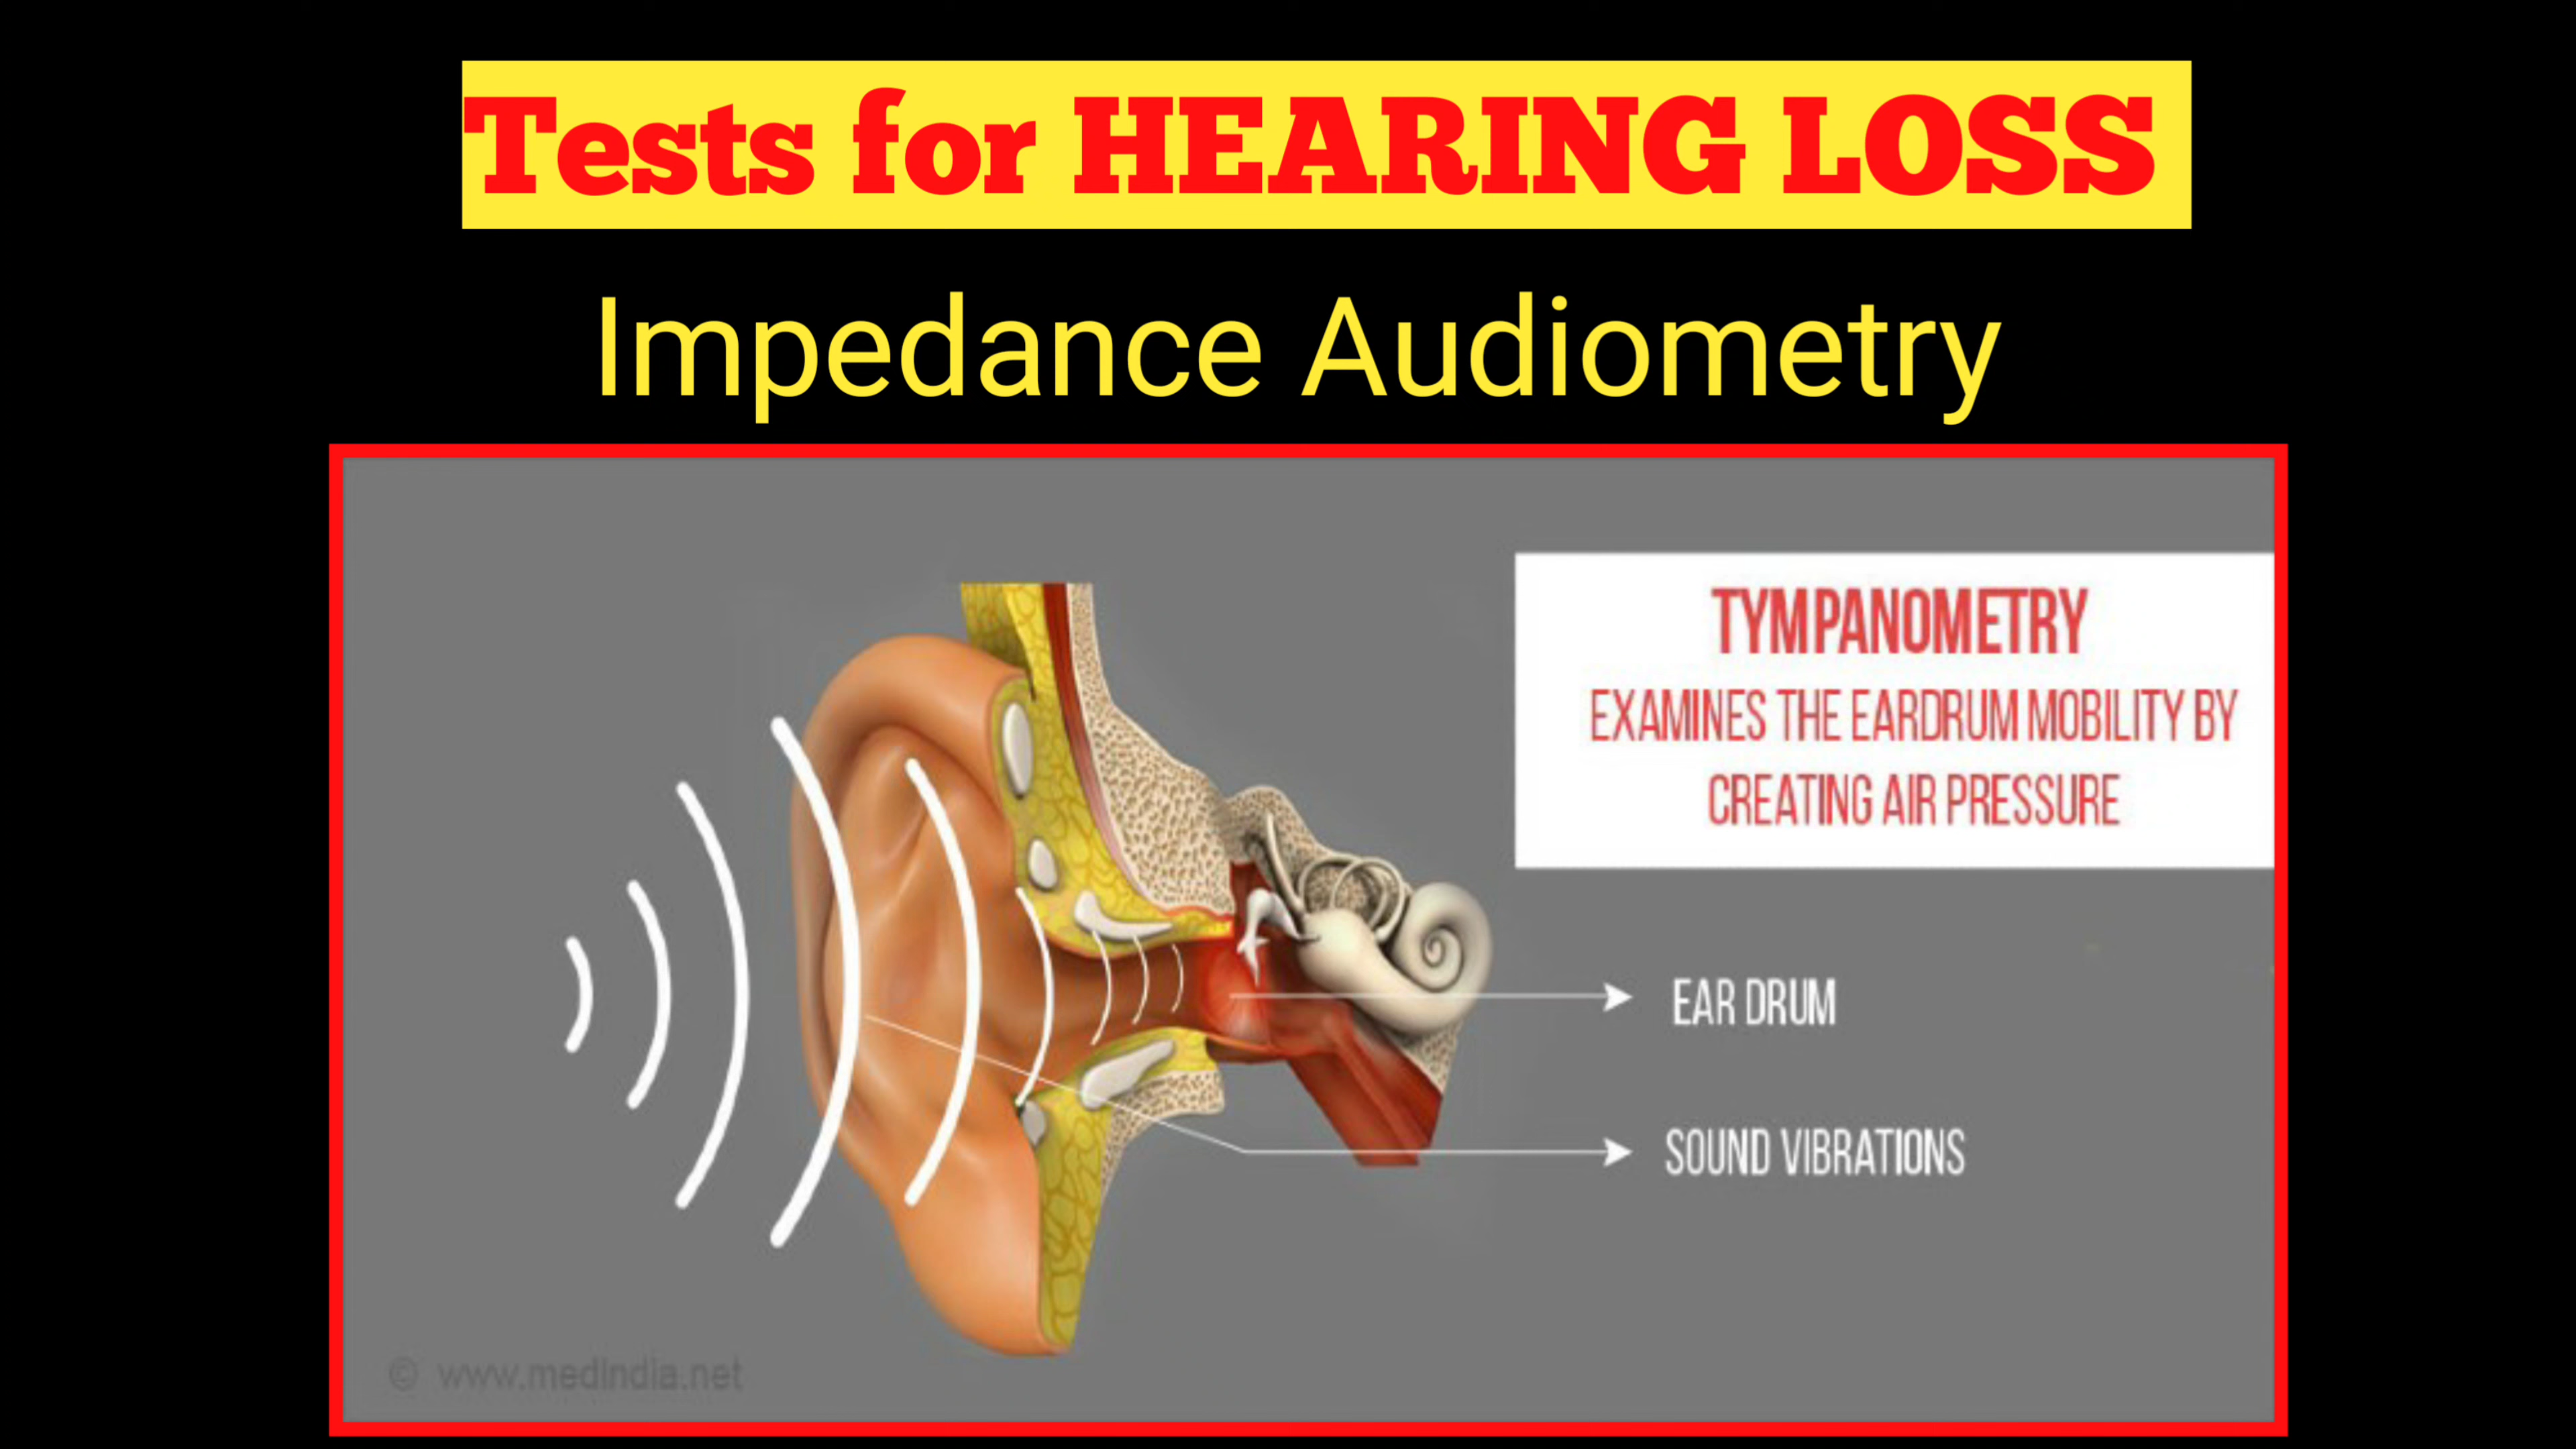 Tests for HEARING LOSS
Impedance Audiometry
TYMPANOMETRY
EXAMINES THE EARDRUM MOBILITY BY
CREATING AIR PRESSURE
EAR DRUM
SOUND VIBRATIONS
© www.medindia.net